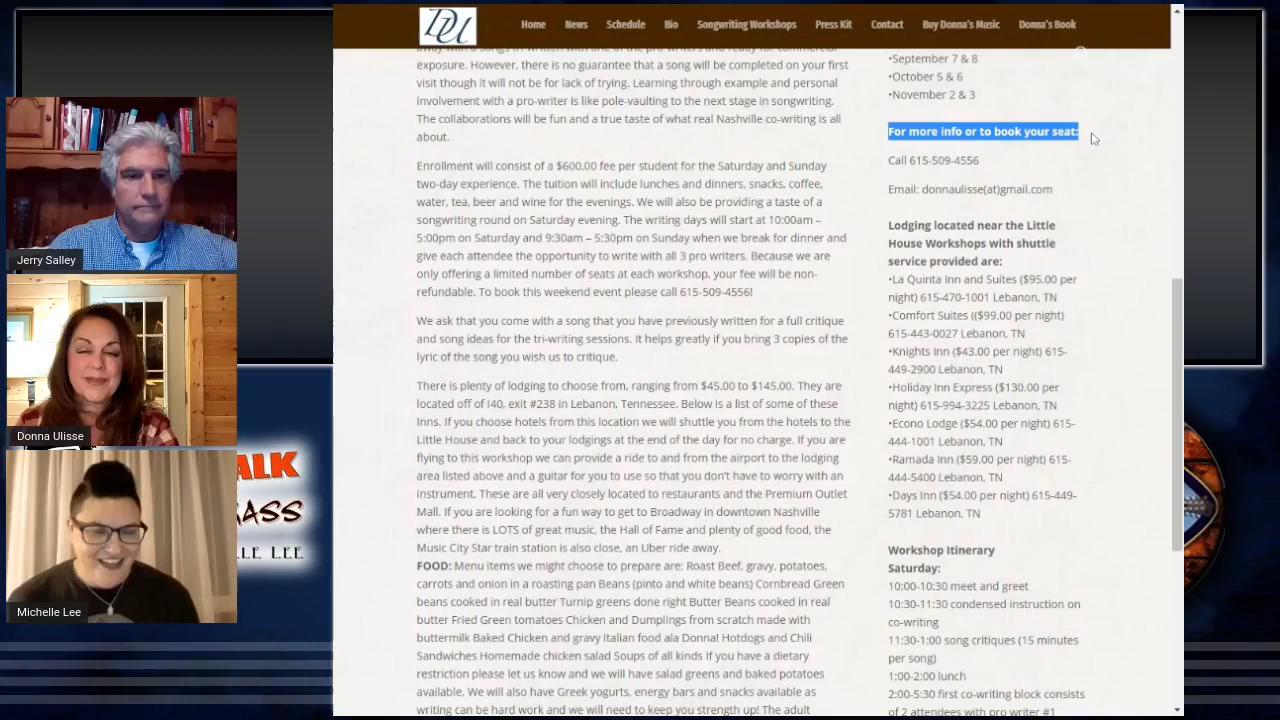 DU
Home News Schedule Bio Songwriting Workshops Press Kit Contact Buy Donna's Music Donna's Book
away with a songs tri-written with one of the pro-writers and ready for commercial
exposure. However, there is no guarantee that a song will be completed on your first
visit though it will not be for lack of trying. Learning through example and personal
involvement with a pro-writer is like pole-vaulting to the next stage in songwriting.
The collaborations will be fun and a true taste of what real Nashville co-writing is all
about.
Enrollment will consist of a $600.00 fee per student for the Saturday and Sunday
two-day experience. The tuition will include lunches and dinners, snacks, coffee,
water, tea, beer and wine for the evenings. We will also be providing a taste of a
songwriting round on Saturday evening. The writing days will start at 10:00am –
5:00pm on Saturday and 9:30am – 5:30pm on Sunday when we break for dinner and
give each attendee the opportunity to write with all 3 pro writers. Because we are
only offering a limited number of seats at each workshop, your fee will be non-
refundable. To book this weekend event please call 615-509-4556!
We ask that you come with a song that you have previously written for a full critique
and song ideas for the tri-writing sessions. It helps greatly if you bring 3 copies of the
lyric of the song you wish us to critique.
There is plenty of lodging to choose from, ranging from $45.00 to $145.00. They are
located off of I40, exit #238 in Lebanon, Tennessee. Below is a list of some of these
Inns. If you choose hotels from this location we will shuttle you from the hotels to the
Little House and back to your lodgings at the end of the day for no charge. If you are
flying to this workshop we can provide a ride to and from the airport to the lodging
area listed above and a guitar for you to use so that you don't have to worry with an
instrument. These are all very closely located to restaurants and the Premium Outlet
Mall. If you are looking for a fun way to get to Broadway in downtown Nashville
where there is LOTS of great music, the Hall of Fame and plenty of good food, the
Music City Star train station is also close, an Uber ride away.
FOOD: Menu items we might choose to prepare are: Roast Beef, gravy, potatoes,
carrots and onion in a roasting pan Beans (pinto and white beans) Cornbread Green
beans cooked in real butter Turnip greens done right Butter Beans cooked in real
butter Fried Green tomatoes Chicken and Dumplings from scratch made with
buttermilk Baked Chicken and gravy Italian food ala Donna! Hotdogs and Chili
Sandwiches Homemade chicken salad Soups of all kinds If you have a dietary
restriction please let us know and we will have salad greens and baked potatoes
available. We will also have Greek yogurts, energy bars and snacks available as
writing can be hard work and we will need to keep you strength up! The adult
•September 7 & 8
•October 5 & 6
•November 2 & 3
For more info or to book your seat:
Call 615-509-4556
Email: donnaulisse(at)gmail.com
Lodging located near the Little
House Workshops with shuttle
service provided are:
•La Quinta Inn and Suites ($95.00 per
night) 615-470-1001 Lebanon, TN
•Comfort Suites (($99.00 per night)
615-443-0027 Lebanon, TN
•Knights Inn ($43.00 per night) 615-
449-2900 Lebanon, TN
•Holiday Inn Express ($130.00 per
night) 615-994-3225 Lebanon, TN
•Econo Lodge ($54.00 per night) 615-
444-1001 Lebanon, TN
•Ramada Inn ($59.00 per night) 615-
444-5400 Lebanon, TN
•Days Inn ($54.00 per night) 615-449-
5781 Lebanon, TN
Workshop Itinerary
Saturday:
10:00-10:30 meet and greet
10:30-11:30 condensed instruction on
co-writing
11:30-1:00 song critiques (15 minutes
per song)
1:00-2:00 lunch
2:00-5:30 first co-writing block consists
of 2 attendees with pro writer #1
Jerry Salley
Donna Ulisse
Michelle Lee
ALK
RASS
LLE LEE